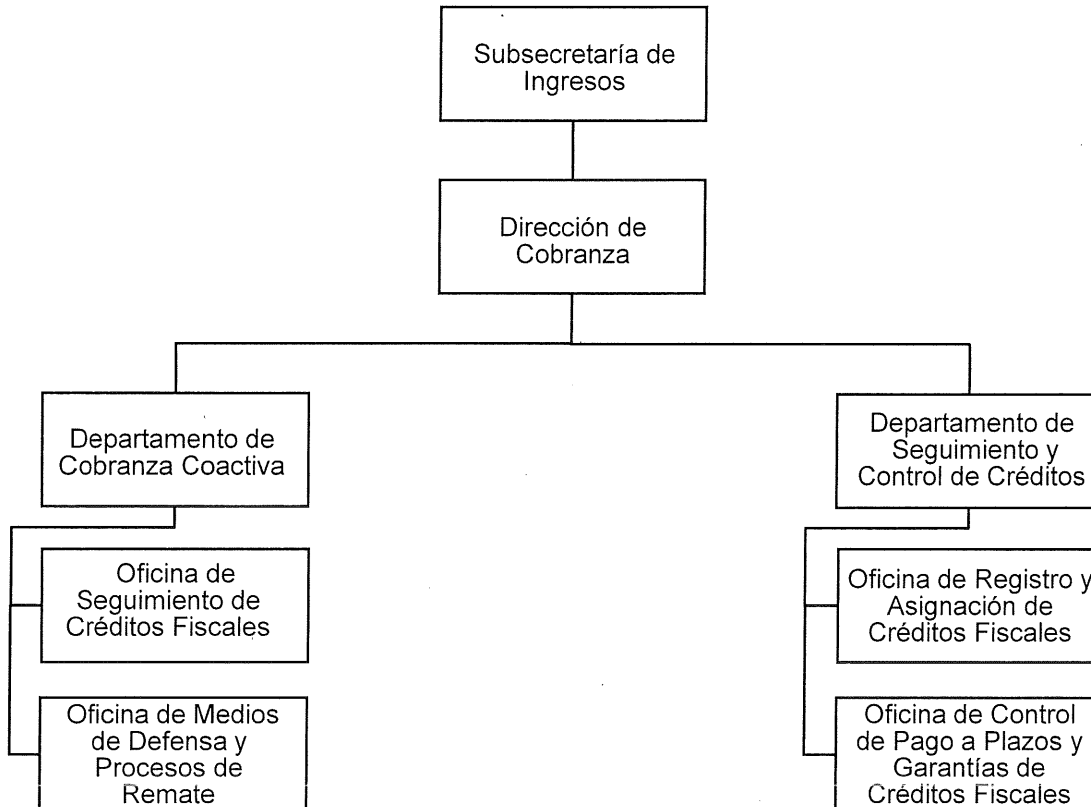 Subsecretaría de
Ingresos
Dirección de
Cobranza
Departamento de
Cobranza Coactiva
Departamento de
Seguimiento y
Control de Créditos
Oficina de
Seguimiento de
Créditos Fiscales
Oficina de Registro y
Asignación de
Créditos Fiscales
Oficina de Medios
de Defensa y
Procesos de
Remate
Oficina de Control
de Pago a Plazos y
Garantías de
Créditos Fiscales